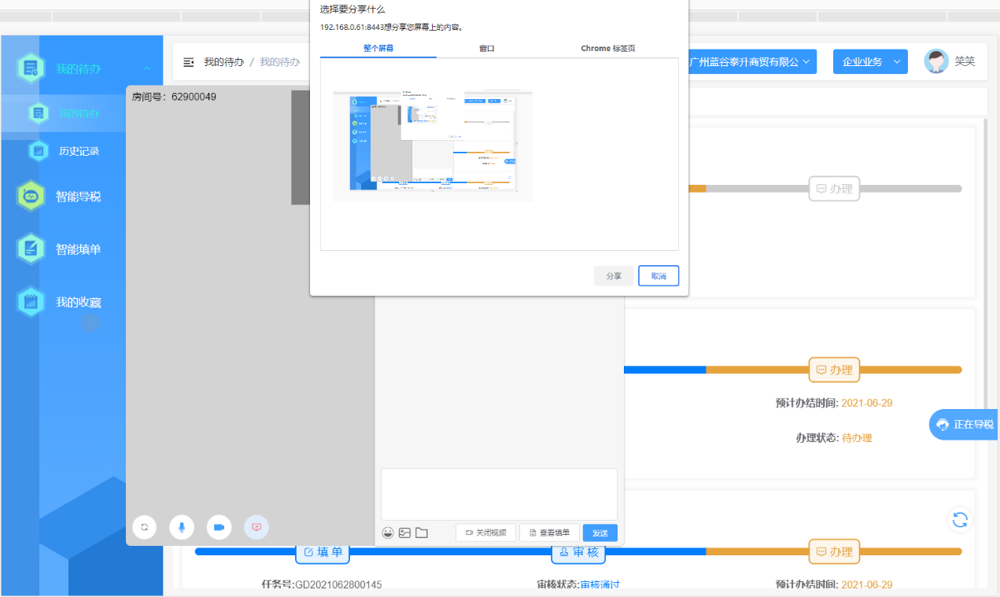 选择要分享什么
192.168.0.61:8443想分享您屏幕上的内容。
整个屏幕
窗口
Chrome 标签页
分享
取消
我的待办
我的待办
历史记录
智能导税
智能填单
我的收藏
我的待办 / 我的待办
广州蓝谷泰升商贸有限公
企业业务
笑笑
房间号：62900049
办理
办理
预计办结时间: 2021-06-29
办理状态: 待办理
正在导税
关闭视频
查看填单
发送
填 单
审 核
办理
任务号:GD2021062800145
审核状态:审核通过
预计办结时间: 2021-06-29